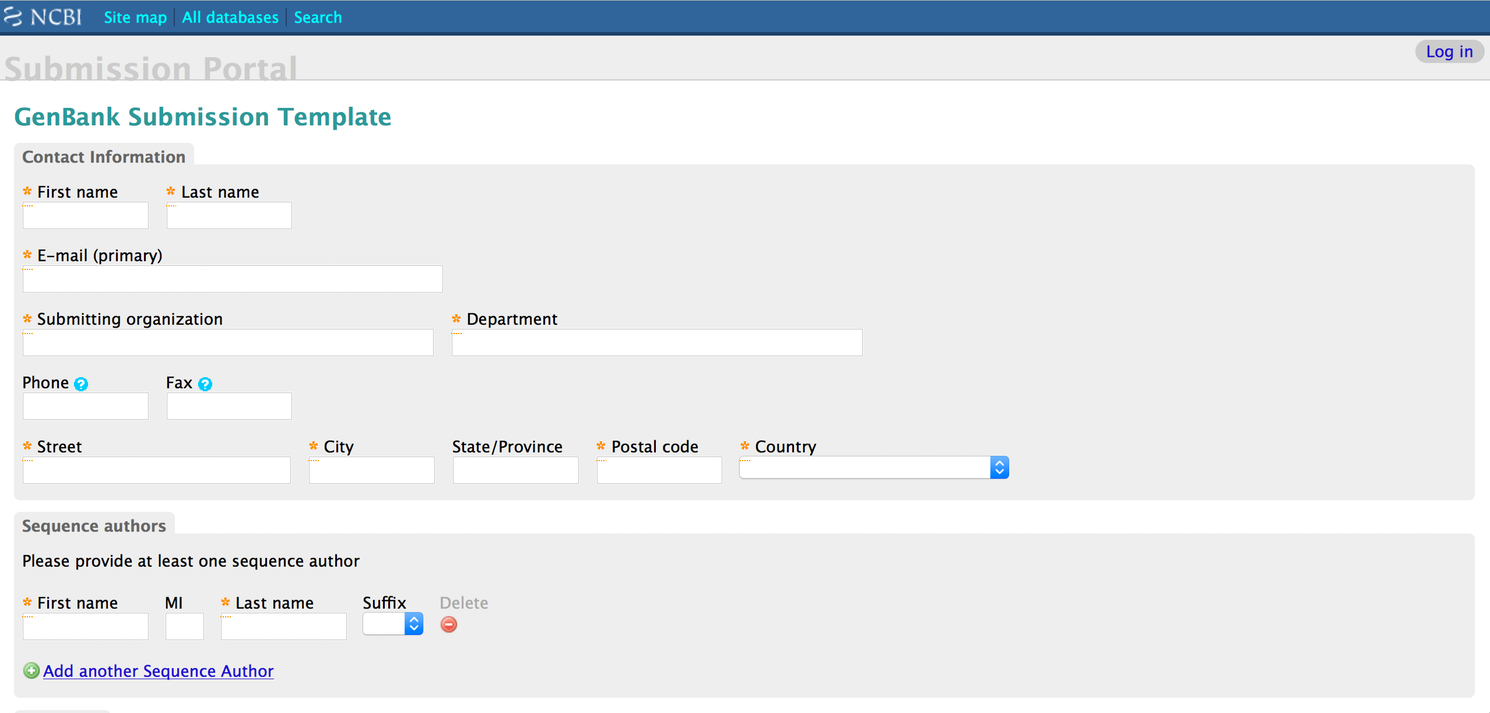 NCBI Site map All databases Search
Log in
Submission Portal
GenBank Submission Template
Contact Information
* First name * Last name
* E-mail (primary)
* Submitting organization * Department
Phone ? Fax ?
* Street * City State/Province * Postal code * Country
Sequence authors
Please provide at least one sequence author
* First name MI * Last name Suffix Delete
Add another Sequence Author